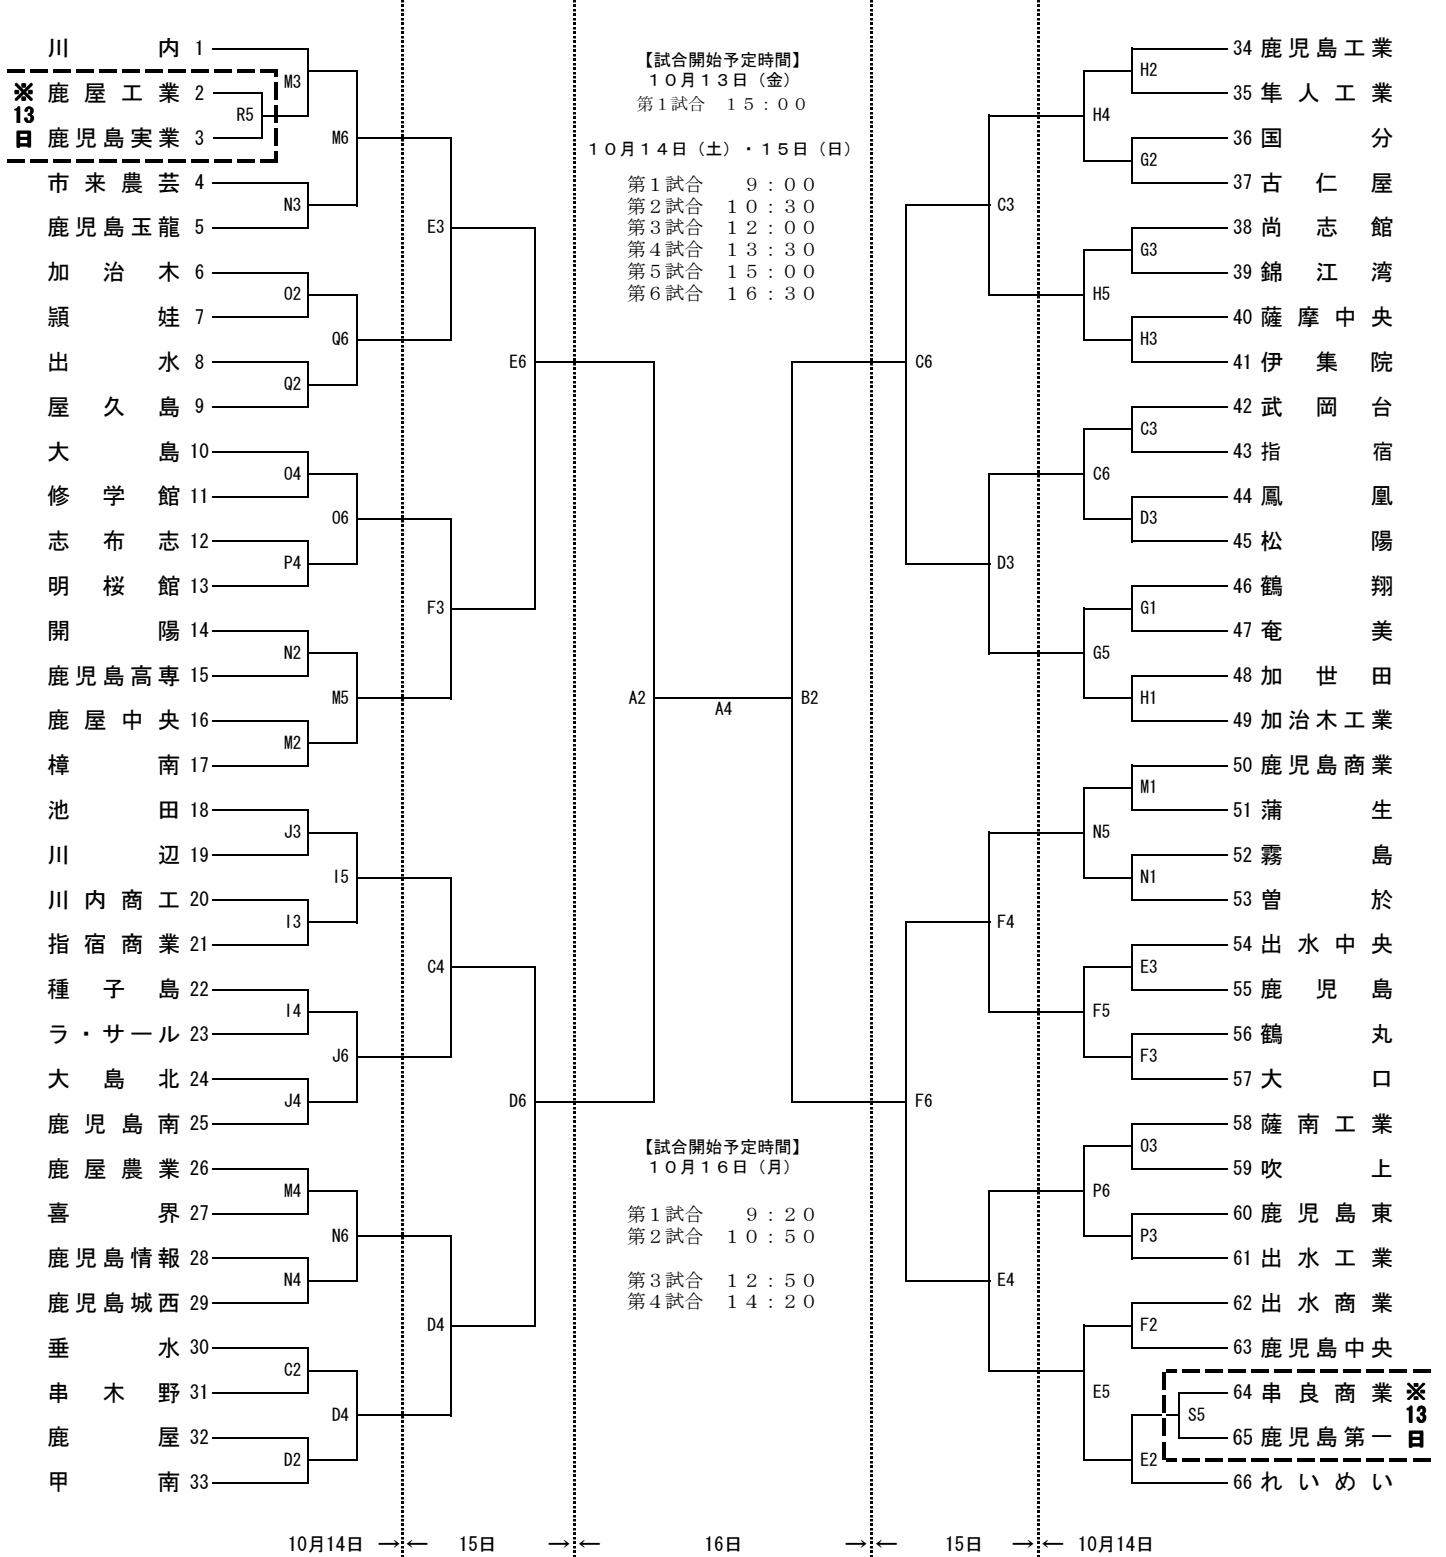 川内 1
鹿屋工業 2
鹿児島実業 3
※13日
市来農芸 4
鹿児島玉龍 5
加治木 6
頴娃 7
出水 8
屋久島 9
大島 10
修学館 11
志布志 12
明桜館 13
開陽 14
鹿児島高専 15
鹿屋中央 16
樟南 17
池田 18
川辺 19
川内商工 20
指宿商業 21
種子島 22
ラ・サール 23
大島北 24
鹿児島南 25
鹿屋農業 26
喜界 27
鹿児島情報 28
鹿児島城西 29
垂水 30
串木野 31
鹿屋 32
甲南 33
R5
M3
N3
O2
Q2
O4
P4
N2
M2
J3
I3
I4
J4
M4
N4
C2
D2
M6
Q6
O6
M5
I5
J6
N6
D4
E3
F3
C4
D4
E6
D6
A2
A4
B2
【試合開始予定時間】
10月13日(金)
第1試合 15:00
10月14日(土)・15日(日)
第1試合 9:00
第2試合 10:30
第3試合 12:00
第4試合 13:30
第5試合 15:00
第6試合 16:30
【試合開始予定時間】
10月16日(月)
第1試合 9:20
第2試合 10:50
第3試合 12:50
第4試合 14:20
C6
F6
C3
D3
F4
E4
H4
H5
C6
G5
N5
F5
P6
E5
H2
G2
G3
H3
C3
D3
G1
H1
M1
N1
E3
F3
O3
P3
F2
S5
E2
34 鹿児島工業
35 隼人工業
36 国分
37 古仁屋
38 尚志館
39 錦江湾
40 薩摩中央
41 伊集院
42 武岡台
43 指宿
44 鳳凰
45 松陽
46 鶴翔
47 奄美
48 加世田
49 加治木工業
50 鹿児島商業
51 蒲生
52 霧島
53 曽於
54 出水中央
55 鹿児島
56 鶴丸
57 大口
58 薩南工業
59 吹上
60 鹿児島東
61 出水工業
62 出水商業
63 鹿児島中央
64 串良商業
65 鹿児島第一
※13日
66 れいめい
10月14日 →← 15日 →← 16日 →← 15日 →← 10月14日